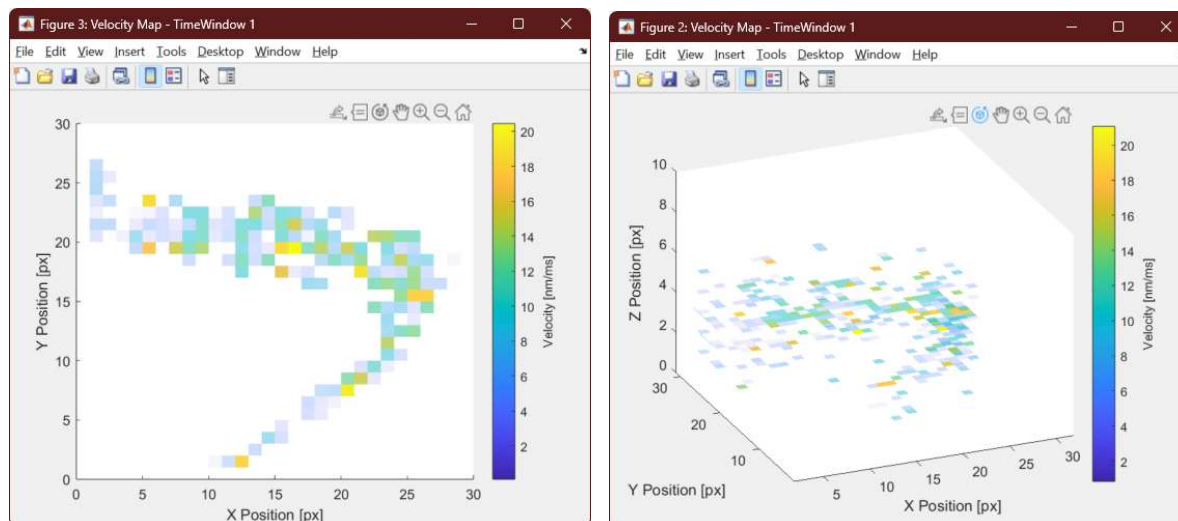 Figure 3: Velocity Map - TimeWindow 1
File Edit View Insert Tools Desktop Window Help
30
25
20
15
10
5
0
Y Position [px]
0 5 10 15 20 25 30
X Position [px]
20
18
16
14
12
10
8
6
4
2
Velocity [nm/ms]
Figure 2: Velocity Map - TimeWindow 1
File Edit View Insert Tools Desktop Window Help
10
8
6
4
2
0
Z Position [px]
30
20
10
Y Position [px]
5 10 15 20 25 30
X Position [px]
20
18
16
14
12
10
8
6
4
2
Velocity [nm/ms]